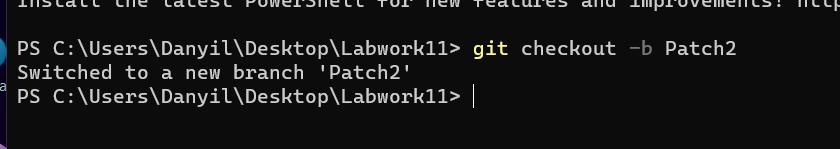 Install the latest PowerShell for new features and improvements! http
PS C:\Users\Danyil\Desktop\Labwork11> git checkout -b Patch2
Switched to a new branch 'Patch2'
PS C:\Users\Danyil\Desktop\Labwork11>
a